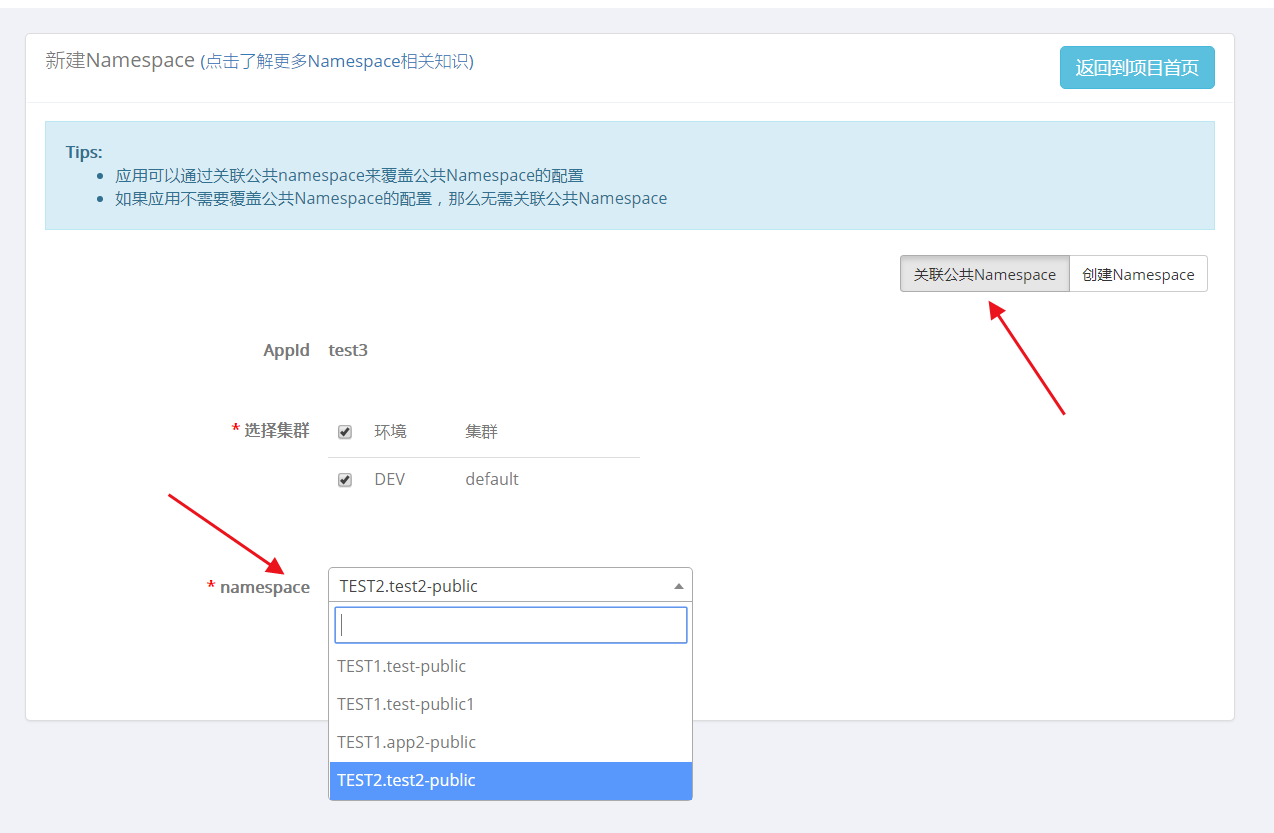 新建Namespace (点击了解更多Namespace相关知识)
返回到项目首页
Tips:
应用可以通过关联公共namespace来覆盖公共Namespace的配置
如果应用不需要覆盖公共Namespace的配置，那么无需关联公共Namespace
关联公共Namespace 创建Namespace
AppId test3
* 选择集群 环境 集群
DEV default
* namespace TEST2.test2-public
TEST1.test-public
TEST1.test-public1
TEST1.app2-public
TEST2.test2-public